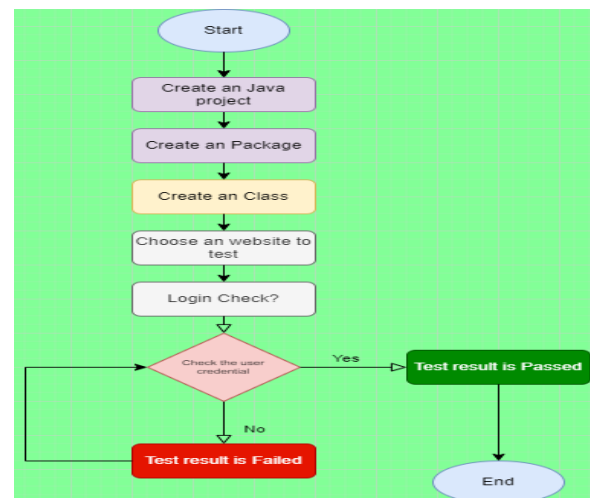 Start
Create an Java
project
Create an Package
Create an Class
Choose an website to
test
Login Check?
Check the user
credential
Yes
Test result is Passed
No
Test result is Failed
End